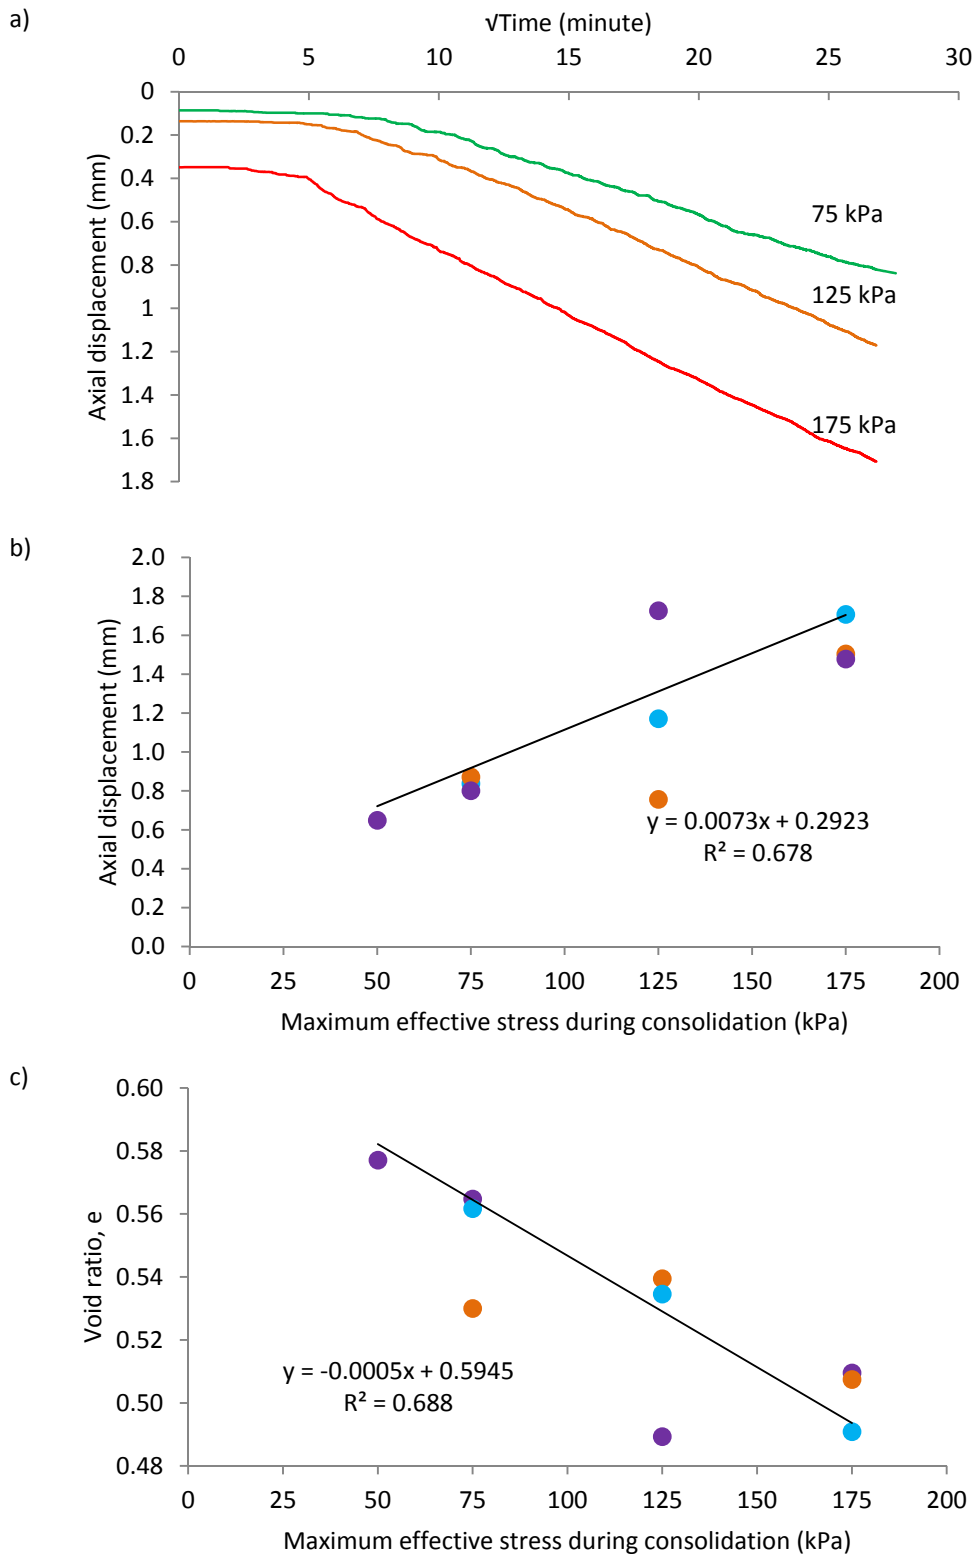 a)
√Time (minute)
0 5 10 15 20 25 30
0
0.2
0.4
0.6
0.8
1
1.2
1.4
1.6
1.8
Axial displacement (mm)
75 kPa
125 kPa
175 kPa
b)
2.0
1.8
1.6
1.4
1.2
1.0
0.8
0.6
0.4
0.2
0.0
Axial displacement (mm)
y = 0.0073x + 0.2923
R² = 0.678
0 25 50 75 100 125 150 175 200
Maximum effective stress during consolidation (kPa)
c)
0.60
0.58
0.56
0.54
0.52
0.50
0.48
Void ratio, e
y = -0.0005x + 0.5945
R² = 0.688
0 25 50 75 100 125 150 175 200
Maximum effective stress during consolidation (kPa)